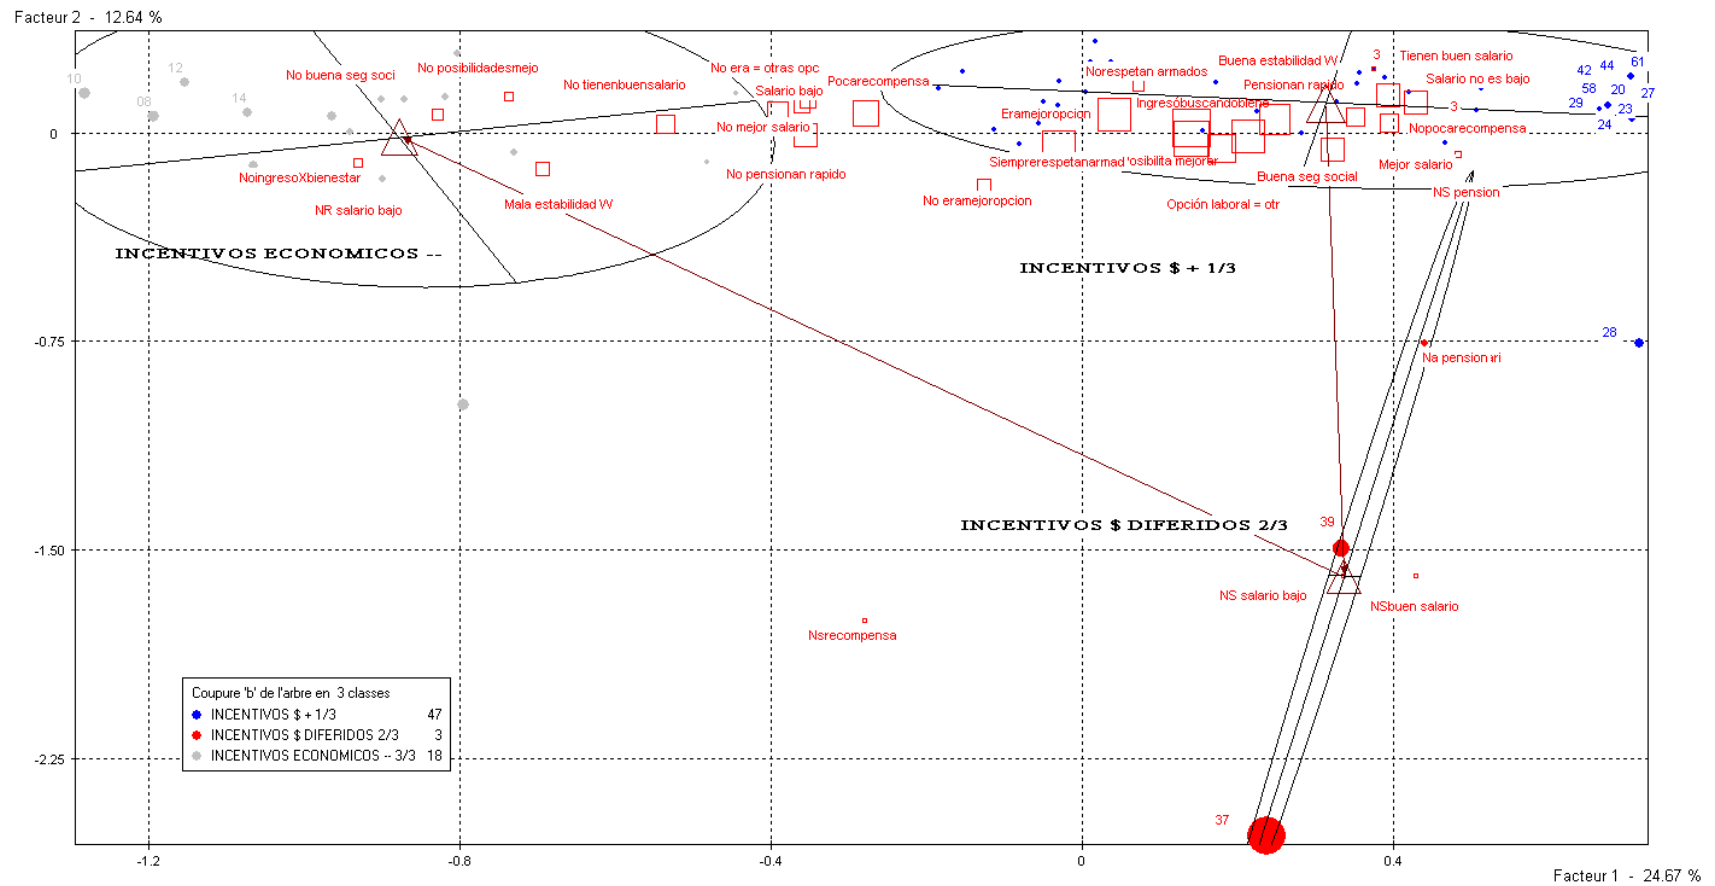 Facteur 2 - 12.64 %
10
12
08
14
No buena seg soci
No posibilidadesmejo
No tienenbuensalario
No era = otras opc
Salario bajo
Pocarecompensa
No mejor salario
No pensionan rapido
NoingresoXbienestar
NR salario bajo
Mala estabilidad W
Norespetan armados
Eramejoropcion
Ingresóbuscandobiene
Buena estabilidad W
Pensionan rapido
3
Tienen buen salario
Salario no es bajo
3
Nopocarecompensa
Mejor salario
NS pension
Siemprerespetanarmad
'osibilita mejorar
Buena seg social
No eramejoropcion
Opción laboral = otr
42
44
61
58
20
27
29
23
24
INCENTIVOS ECONOMICOS --
INCENTIVOS $ + 1/3
28
Na pension
INCENTIVOS $ DIFERIDOS 2/3
39
NS salario bajo
NSbuen salario
Nsrecompensa
37
Coupure 'b' de l'arbre en 3 classes
INCENTIVOS $ + 1/3 47
INCENTIVOS $ DIFERIDOS 2/3 3
INCENTIVOS ECONOMICOS -- 3/3 18
0
-0.75
-1.50
-2.25
-1.2
-0.8
-0.4
0
0.4
Facteur 1 - 24.67 %